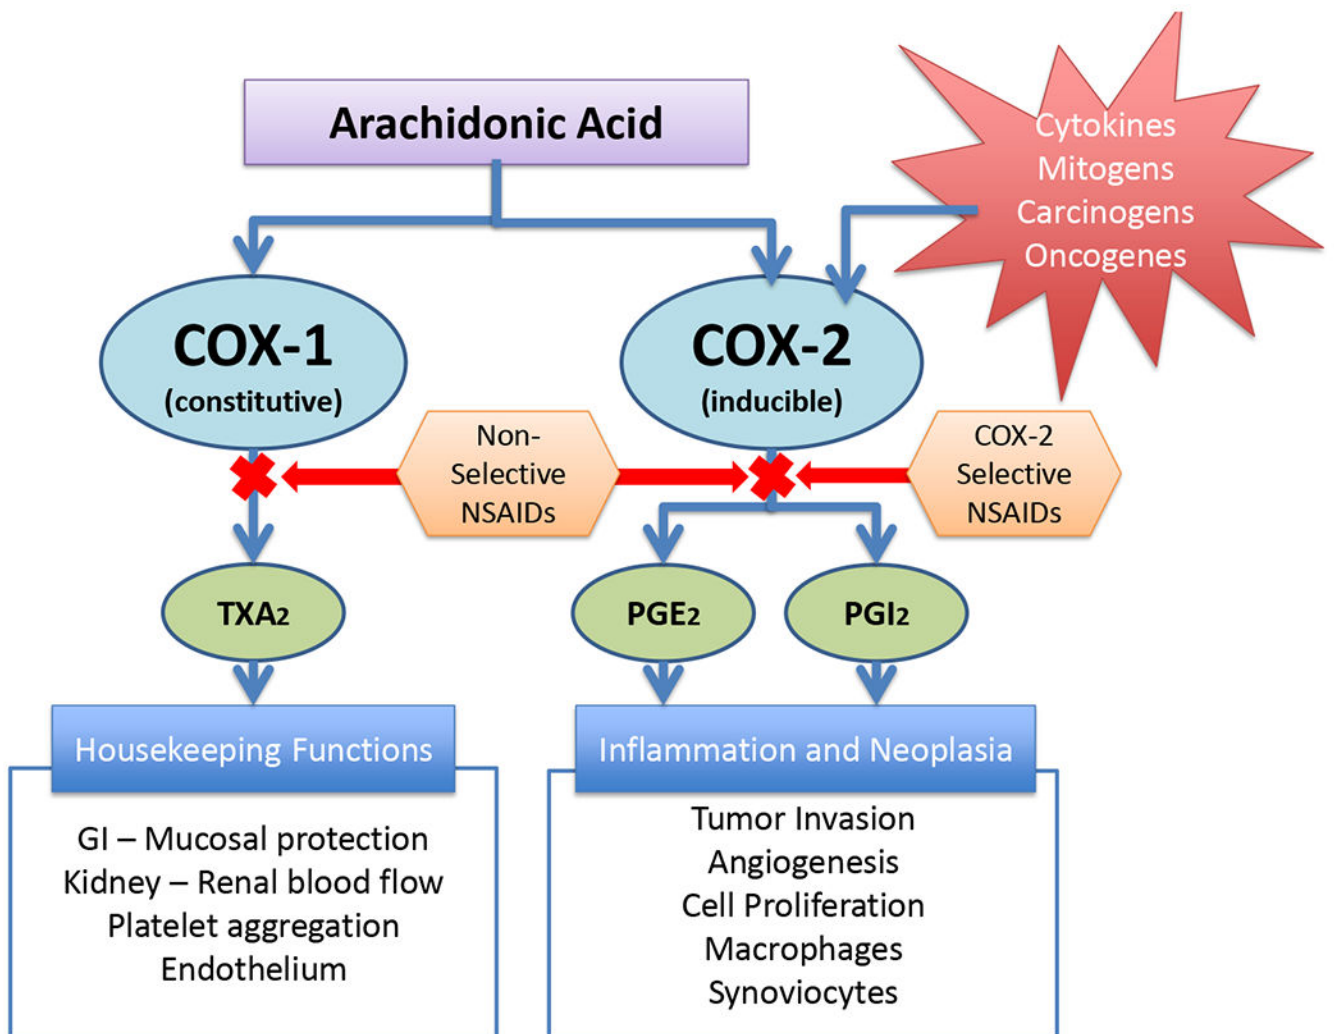 Arachidonic Acid
Cytokines
Mitogens
Carcinogens
Oncogenes
COX-1
(constitutive)
COX-2
(inducible)
Non-
Selective
NSAIDs
COX-2
Selective
NSAIDs
TXA2
PGE2
PGI2
Housekeeping Functions
GI – Mucosal protection
Kidney – Renal blood flow
Platelet aggregation
Endothelium
Inflammation and Neoplasia
Tumor Invasion
Angiogenesis
Cell Proliferation
Macrophages
Synoviocytes